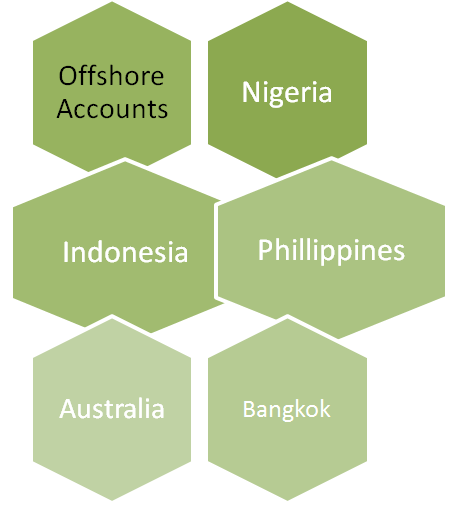 Offshore
Accounts
Nigeria
Indonesia
Phillippines
Australia
Bangkok